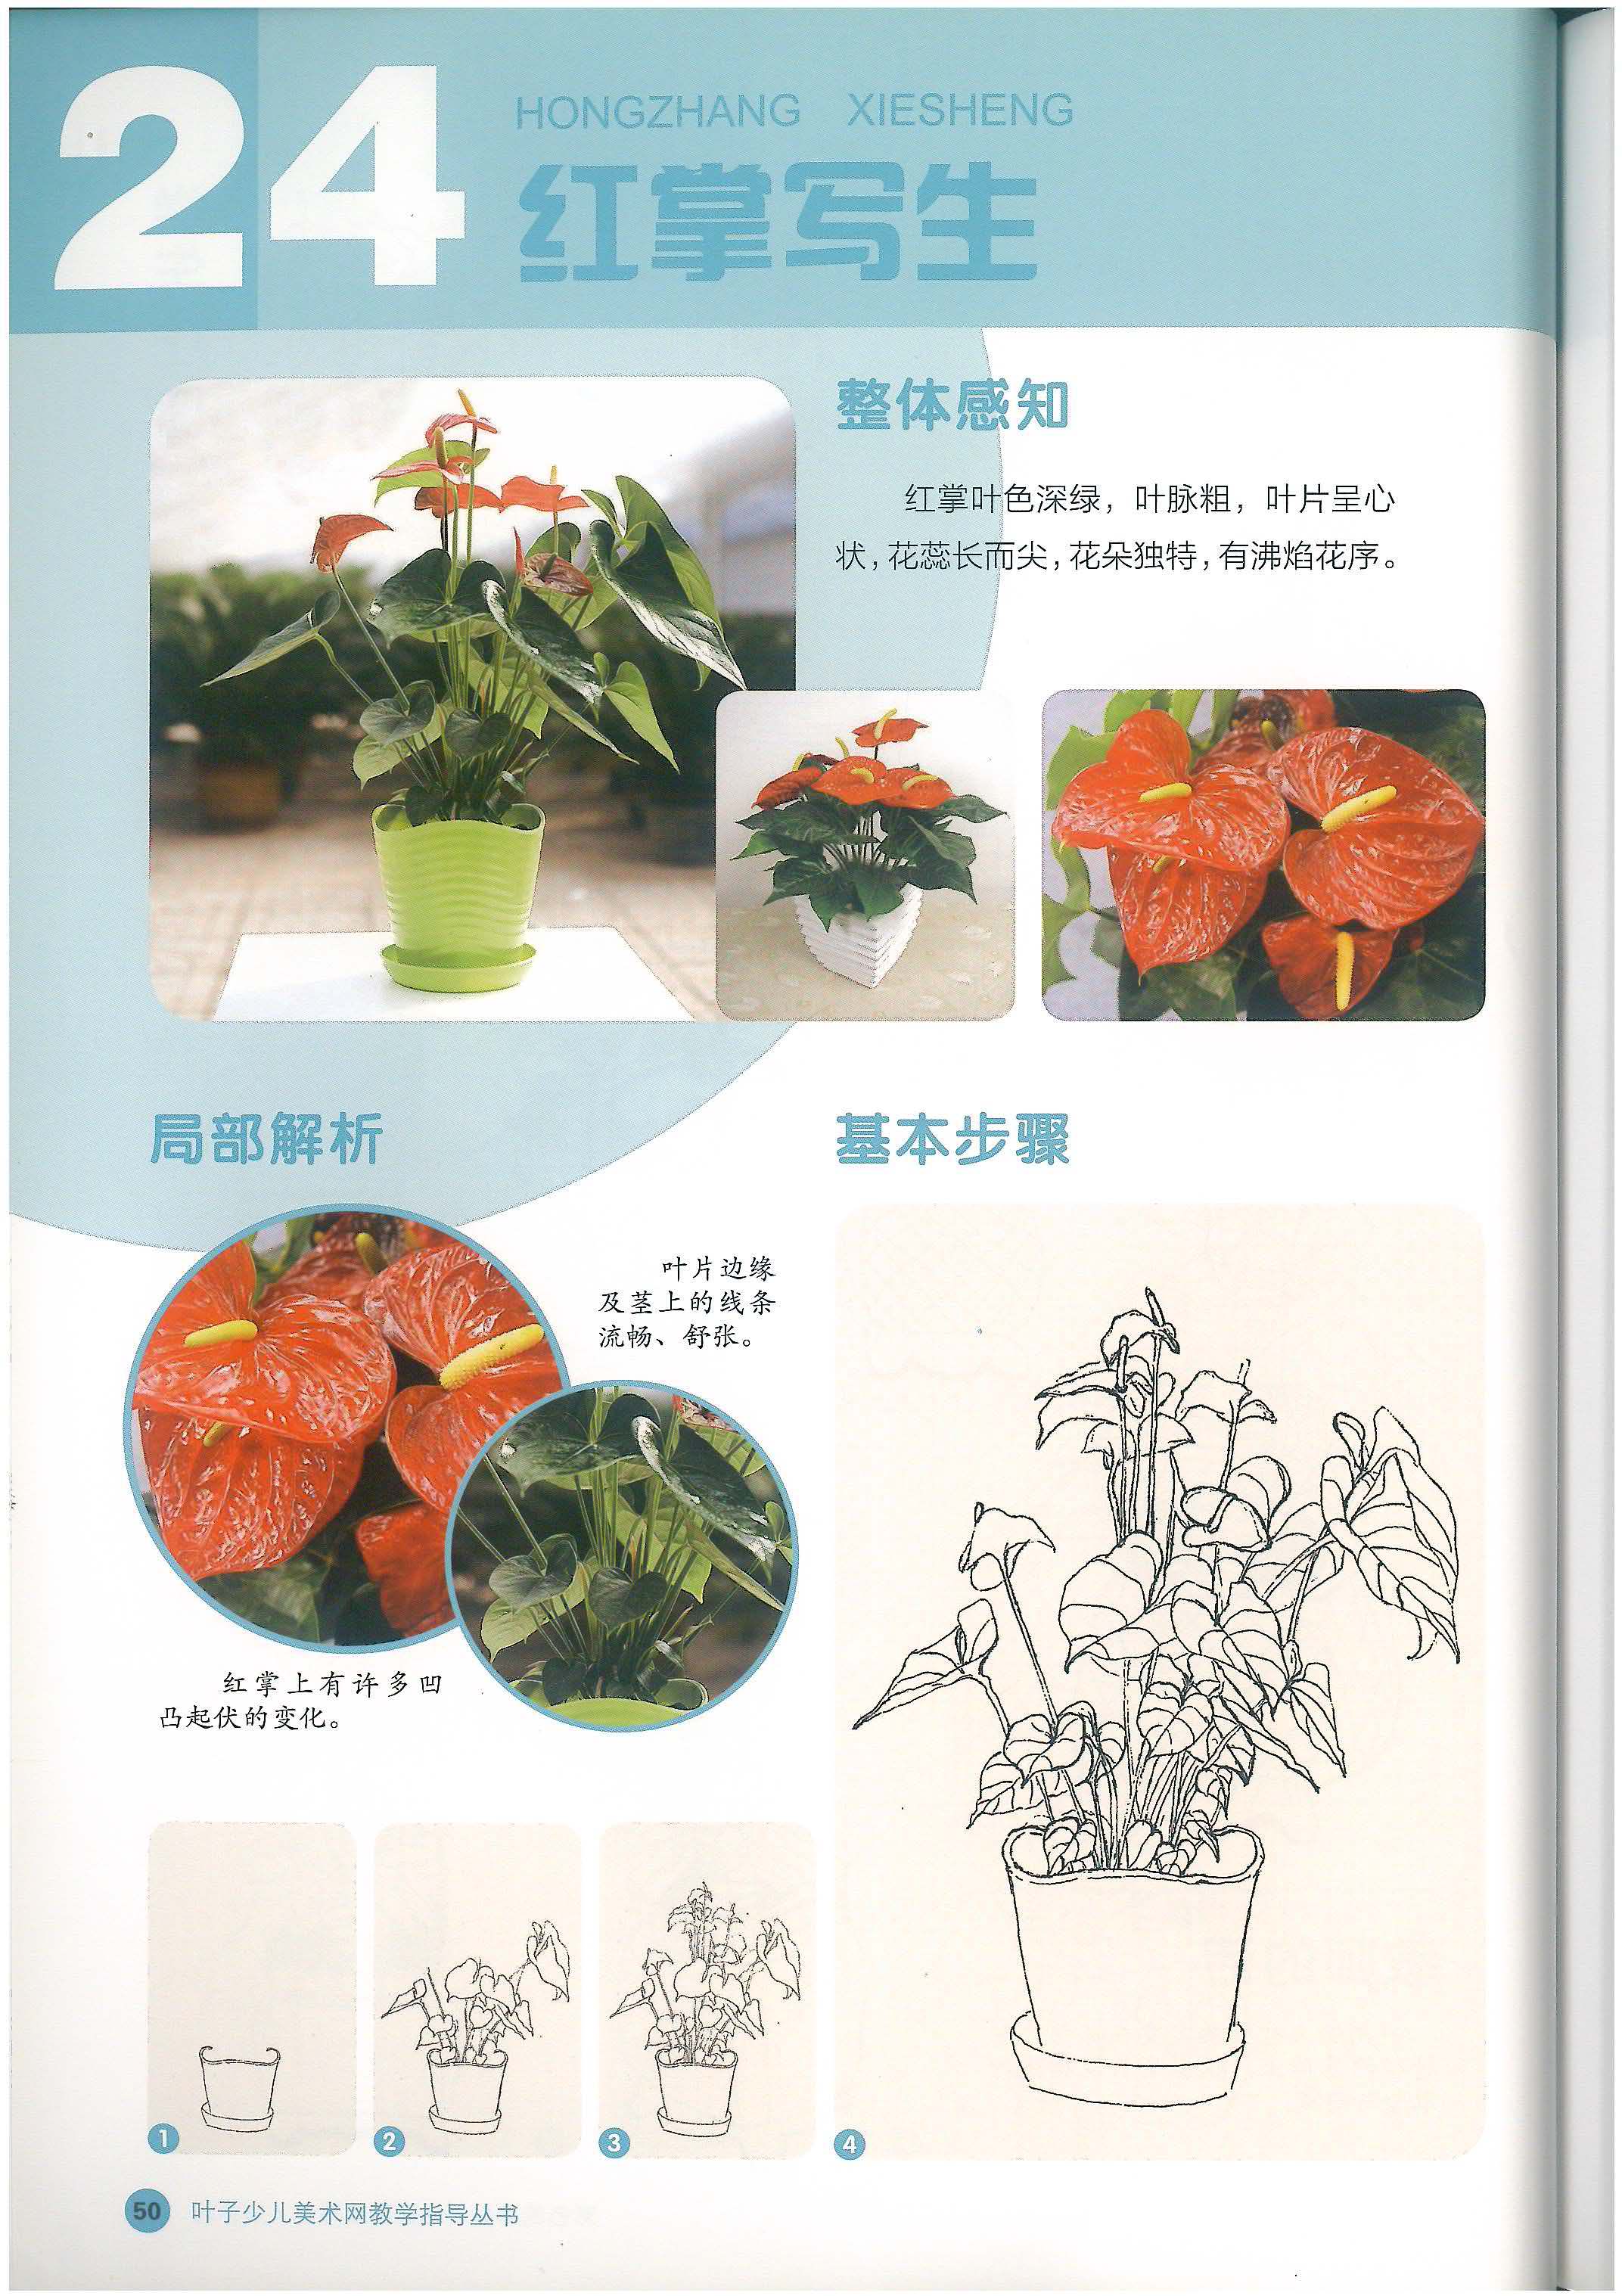 24
HONGZHANG XIESHENG
红掌写生
整体感知
红掌叶色深绿，叶脉粗，叶片呈心
状，花蕊长而尖，花朵独特，有沸焰花序。
局部解析
基本步骤
叶片边缘
及茎上的线条
流畅、舒张。
红掌上有许多凹
凸起伏的变化。
1
2
3
4
50 叶子少儿美术网教学指导丛书